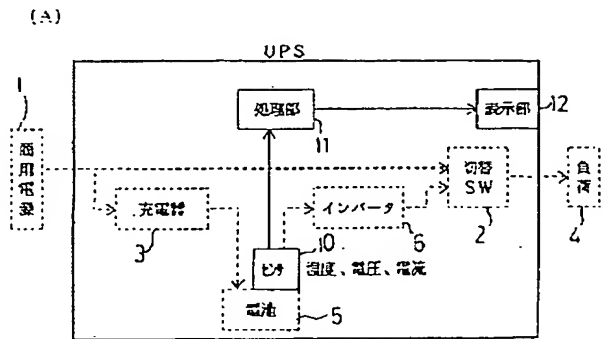 (A)
UPS
1
商用電源
処理部
11
表示部
12
充電器
3
インバータ
6
切替
SW
2
負荷
4
センサ
10
温度、電圧、電流
電池
5